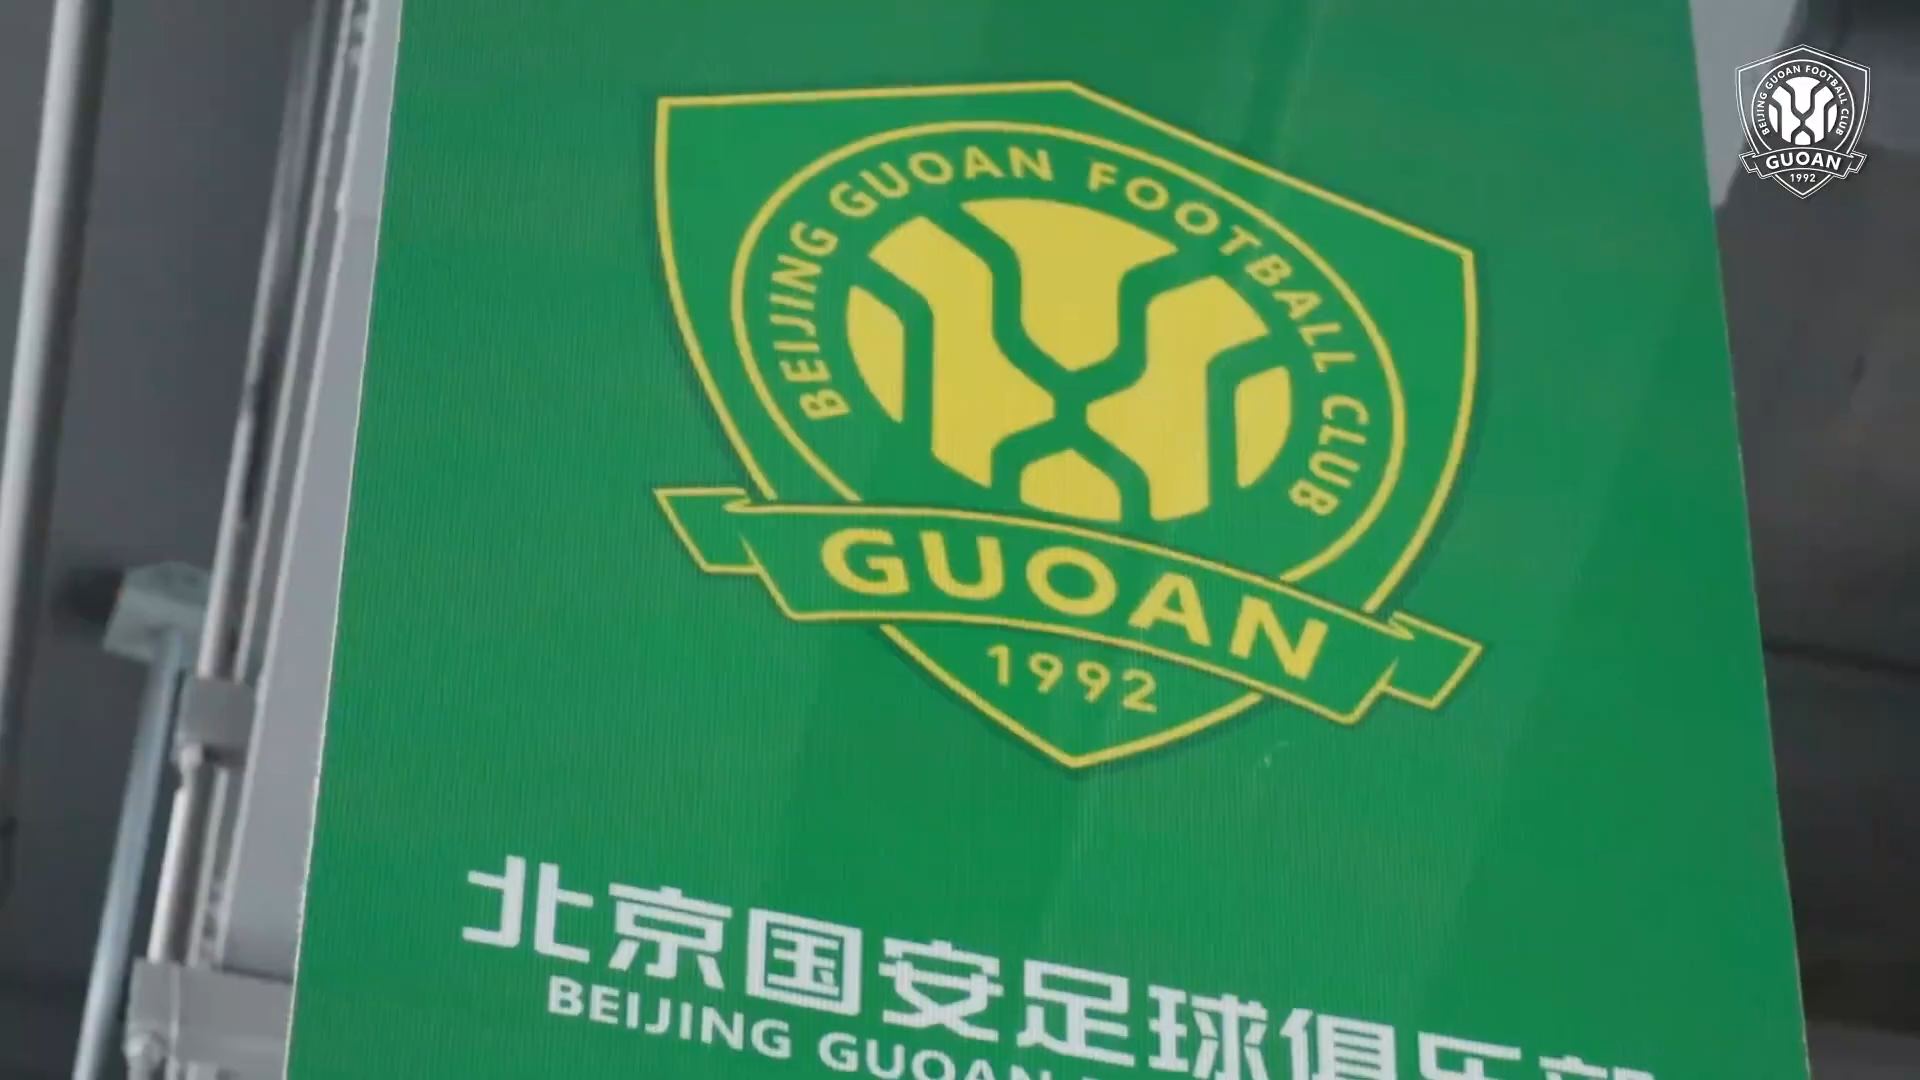 BEIJING GUOAN FOOTBALL CLUB
GUOAN
1992
北京国安足球俱乐部
BEIJING GUOAN
BEIJING GUOAN FOOTBALL CLUB
GUOAN
1992